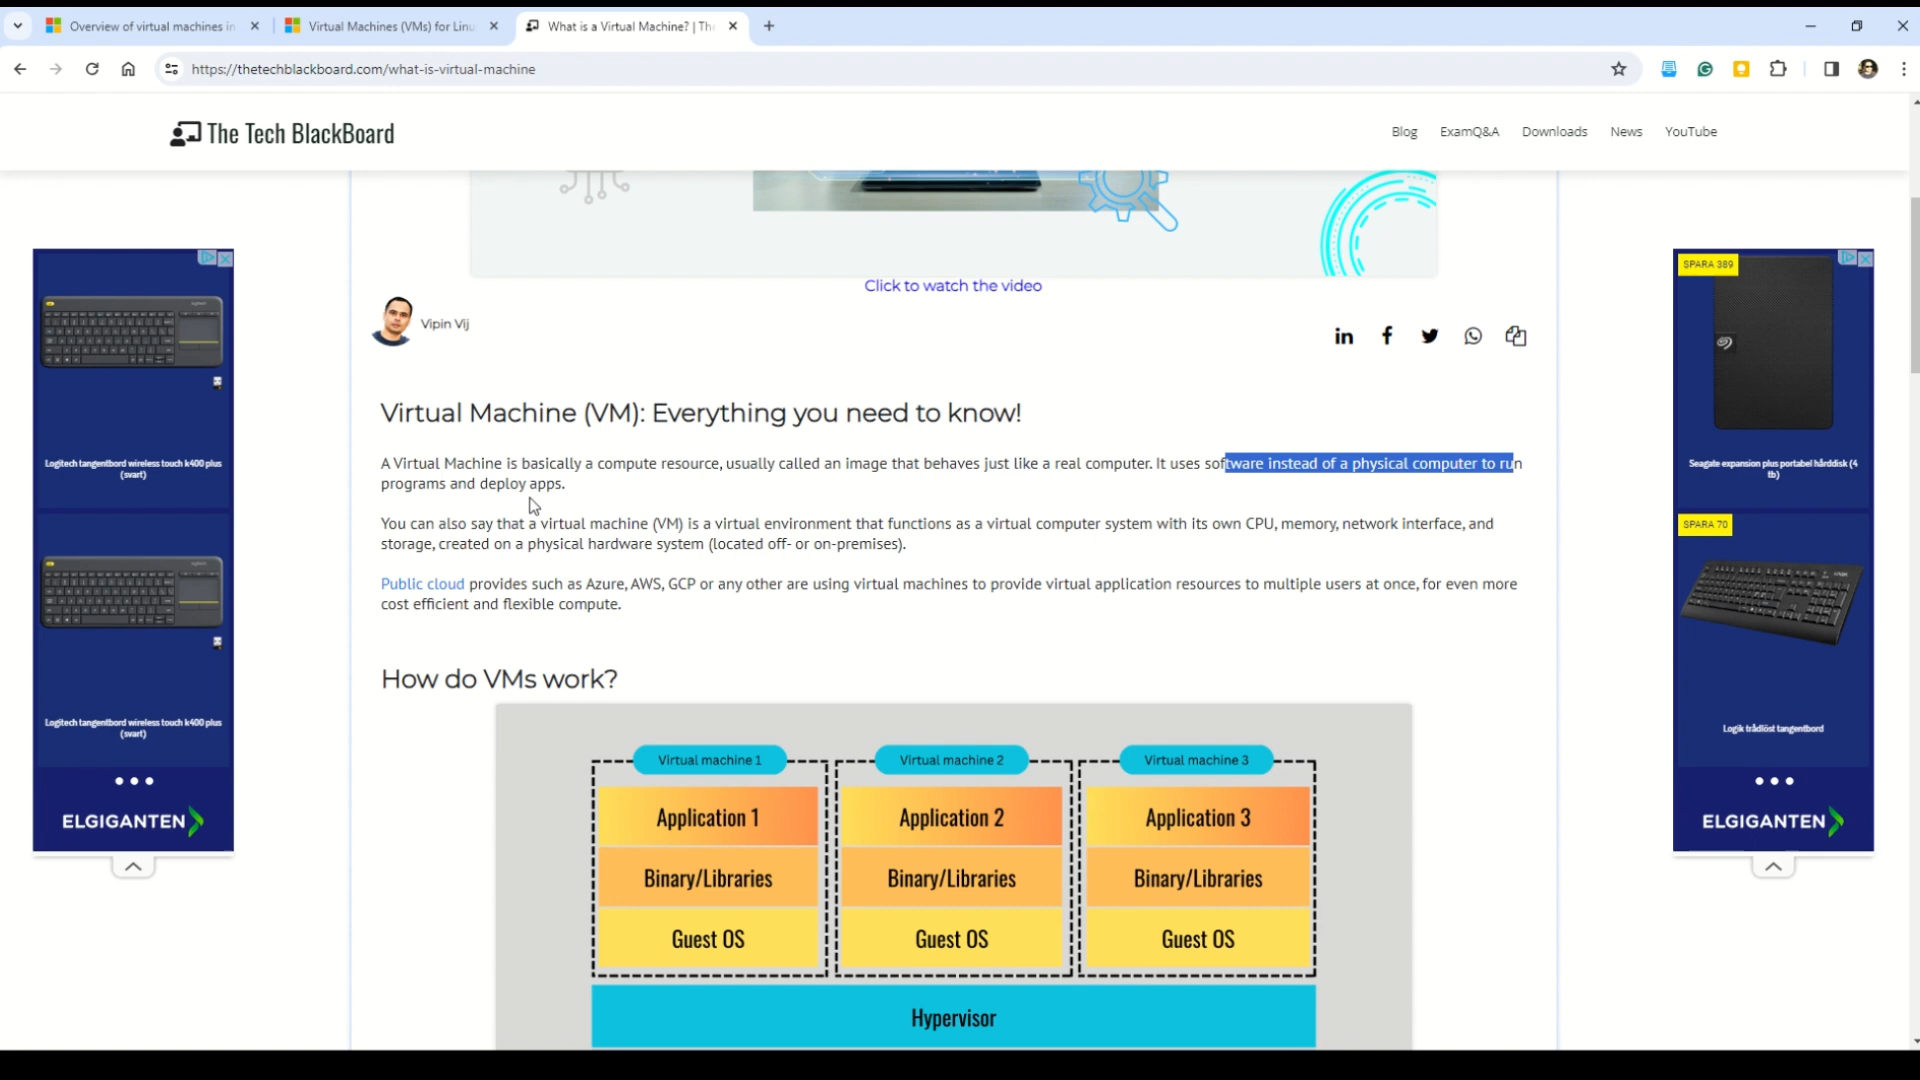 Overview of virtual machines in
Virtual Machines (VMs) for Linu
What is a Virtual Machine? | The
https://thetechblackboard.com/what-is-virtual-machine
The Tech BlackBoard
Blog
ExamQ&A
Downloads
News
YouTube
Click to watch the video
Vipin Vij
Virtual Machine (VM): Everything you need to know!
A Virtual Machine is basically a compute resource, usually called an image that behaves just like a real computer. It uses software instead of a physical computer to run
programs and deploy apps.
You can also say that a virtual machine (VM) is a virtual environment that functions as a virtual computer system with its own CPU, memory, network interface, and
storage, created on a physical hardware system (located off- or on-premises).
Public cloud provides such as Azure, AWS, GCP or any other are using virtual machines to provide virtual application resources to multiple users at once, for even more
cost efficient and flexible compute.
How do VMs work?
Virtual machine 1
Virtual machine 2
Virtual machine 3
Application 1
Application 2
Application 3
Binary/Libraries
Binary/Libraries
Binary/Libraries
Guest OS
Guest OS
Guest OS
Hypervisor
Logitech tangentbord wireless touch k400 plus
(svart)
Logitech tangentbord wireless touch k400 plus
(svart)
ELGIGANTEN
SPARA 389
Seagate expansion plus portabel hårddisk (4
tb)
SPARA 70
Logik trådlöst tangentbord
ELGIGANTEN